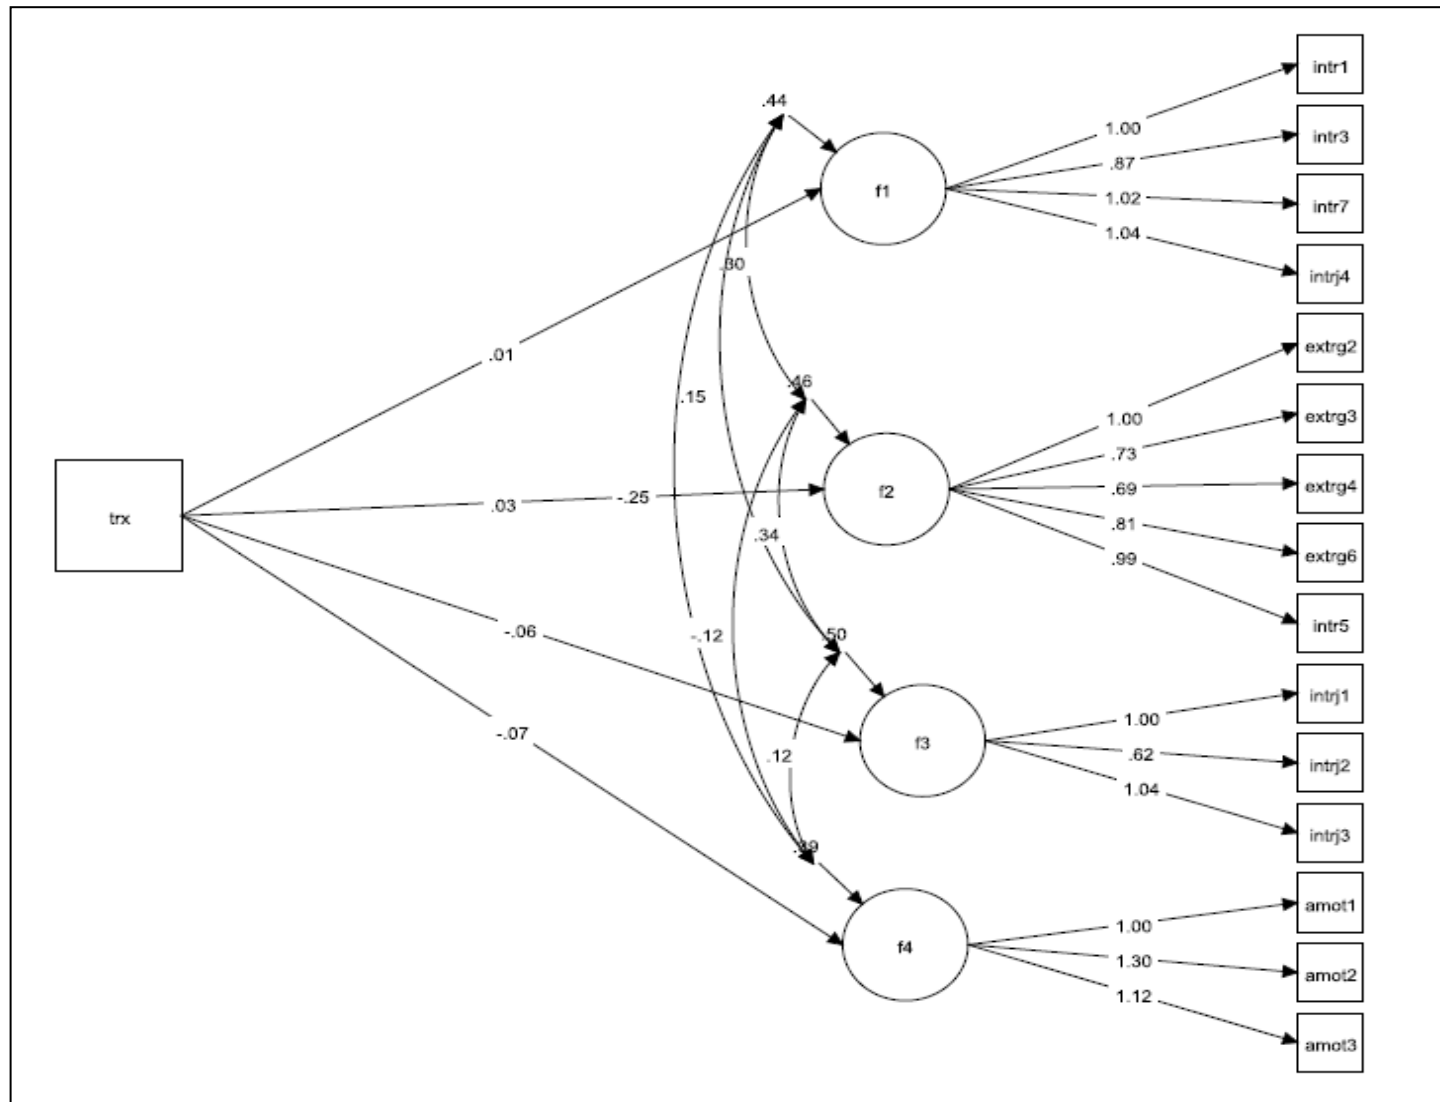 .44
intr1
1.00
intr3
.87
f1
intr7
1.02
1.04
intrj4
.30
.01
extrg2
.46
.15
extrg3
1.00
.73
f2
extrg4
.03
-.25
.69
.81
extrg6
.34
.99
trx
intr5
-.06
-.12
.50
intrj1
1.00
-.07
f3
.62
intrj2
.12
1.04
intrj3
amot1
1.00
f4
1.30
amot2
1.12
amot3